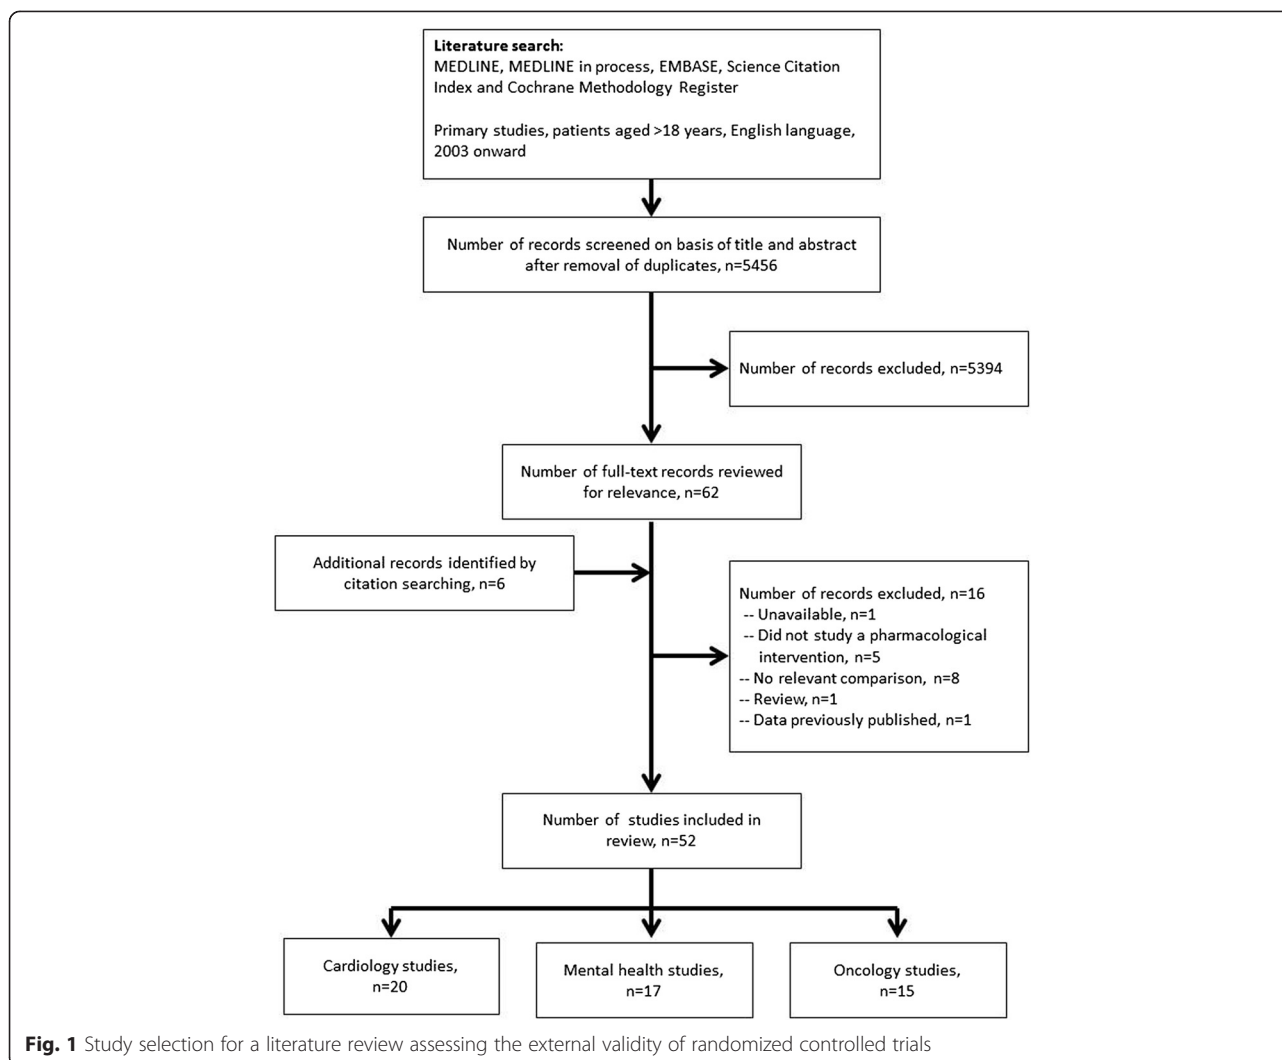 Literature search:
MEDLINE, MEDLINE in process, EMBASE, Science Citation
Index and Cochrane Methodology Register
Primary studies, patients aged >18 years, English language,
2003 onward
Number of records screened on basis of title and abstract
after removal of duplicates, n=5456
Number of records excluded, n=5394
Number of full-text records reviewed
for relevance, n=62
Additional records identified by
citation searching, n=6
Number of records excluded, n=16
-- Unavailable, n=1
-- Did not study a pharmacological
intervention, n=5
-- No relevant comparison, n=8
-- Review, n=1
-- Data previously published, n=1
Number of studies included in
review, n=52
Cardiology studies,
n=20
Mental health studies,
n=17
Oncology studies,
n=15
Fig. 1 Study selection for a literature review assessing the external validity of randomized controlled trials